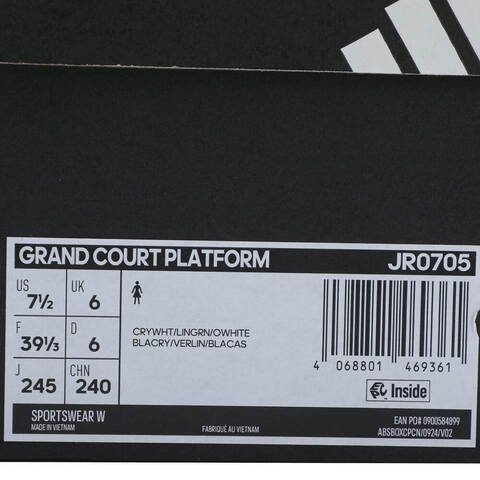 GRAND COURT PLATFORM JR0705
US 7½ UK 6
F 39⅓ D 6
J 245 CHN 240
CRYWHT/LINGRN/OWHITE
BLACRY/VERLIN/BLACAS
4 068801 469361
Inside
SPORTSWEAR W
MADE IN VIETNAM
FABRIQUÉ AU VIETNAM
EAN PO# 0900584899
ABSBOXCPCN/0924/V02